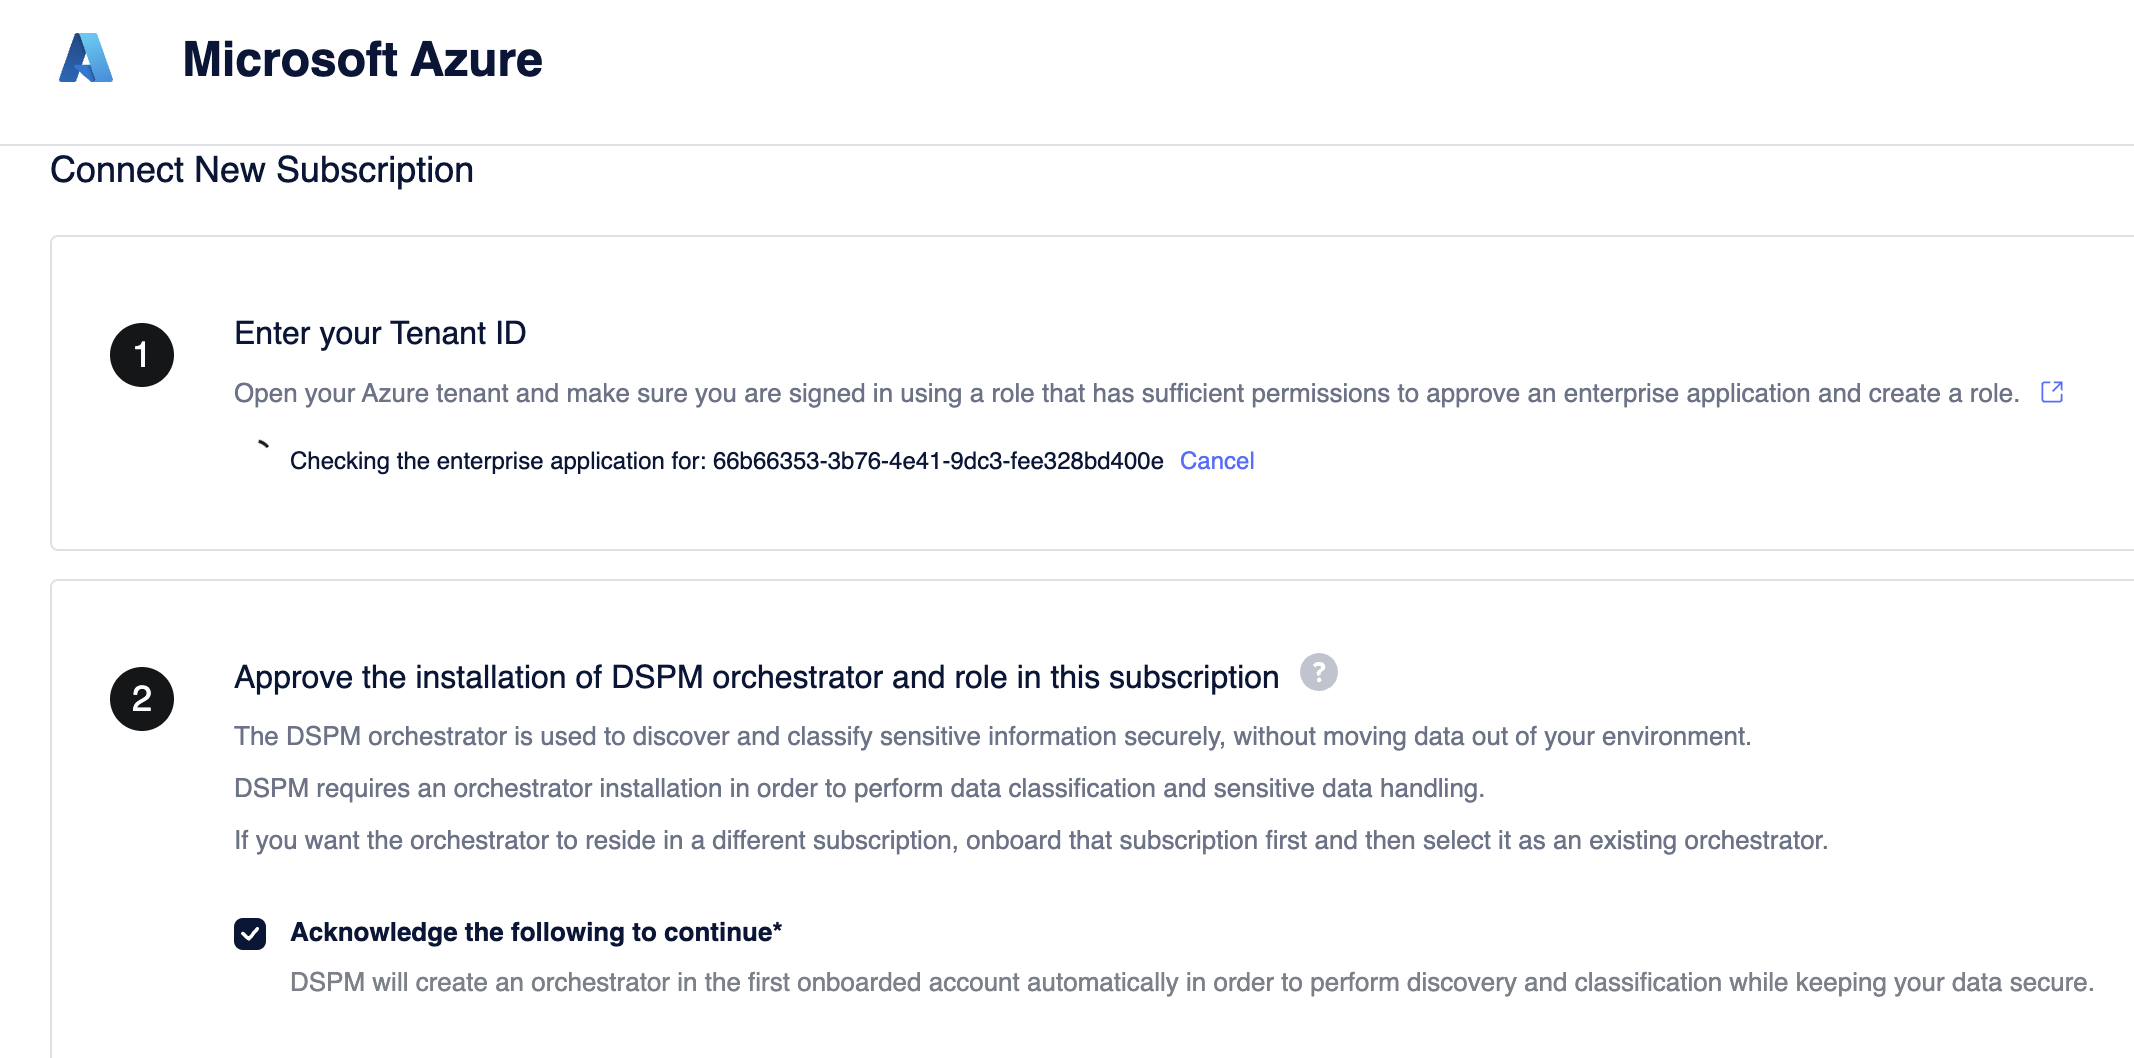 Microsoft Azure
Connect New Subscription
1
Enter your Tenant ID
Open your Azure tenant and make sure you are signed in using a role that has sufficient permissions to approve an enterprise application and create a role.
Checking the enterprise application for: 66b66353-3b76-4e41-9dc3-fee328bd400e Cancel
2
Approve the installation of DSPM orchestrator and role in this subscription ?
The DSPM orchestrator is used to discover and classify sensitive information securely, without moving data out of your environment.
DSPM requires an orchestrator installation in order to perform data classification and sensitive data handling.
If you want the orchestrator to reside in a different subscription, onboard that subscription first and then select it as an existing orchestrator.
Acknowledge the following to continue*
DSPM will create an orchestrator in the first onboarded account automatically in order to perform discovery and classification while keeping your data secure.